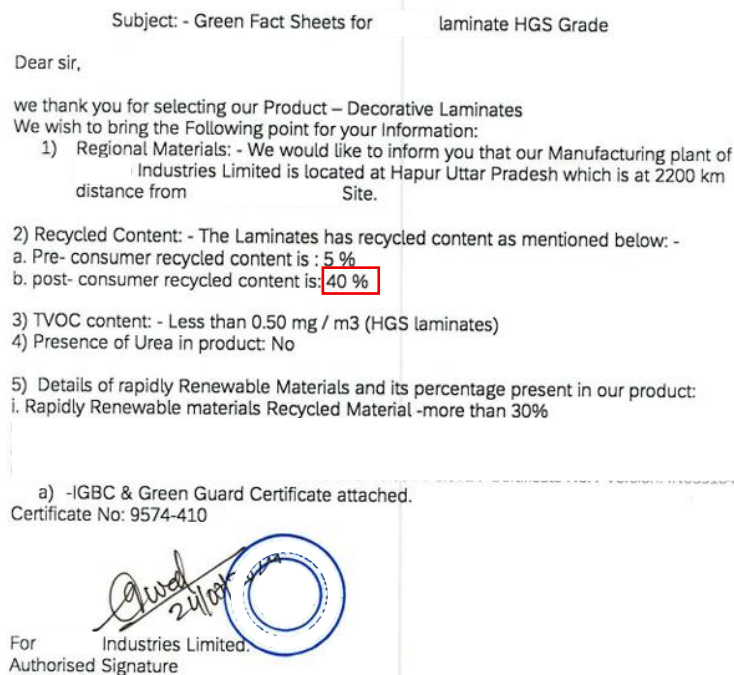 Subject: - Green Fact Sheets for laminate HGS Grade
Dear sir,
we thank you for selecting our Product – Decorative Laminates
We wish to bring the Following point for your Information:
1) Regional Materials: - We would like to inform you that our Manufacturing plant of
Industries Limited is located at Hapur Uttar Pradesh which is at 2200 km
distance from Site.
2) Recycled Content: - The Laminates has recycled content as mentioned below: -
a. Pre- consumer recycled content is : 5 %
b. post- consumer recycled content is: 40 %
3) TVOC content: - Less than 0.50 mg / m3 (HGS laminates)
4) Presence of Urea in product: No
5) Details of rapidly Renewable Materials and its percentage present in our product:
i. Rapidly Renewable materials Recycled Material -more than 30%
a) -IGBC & Green Guard Certificate attached.
Certificate No: 9574-410
For Industries Limited.
Authorised Signature